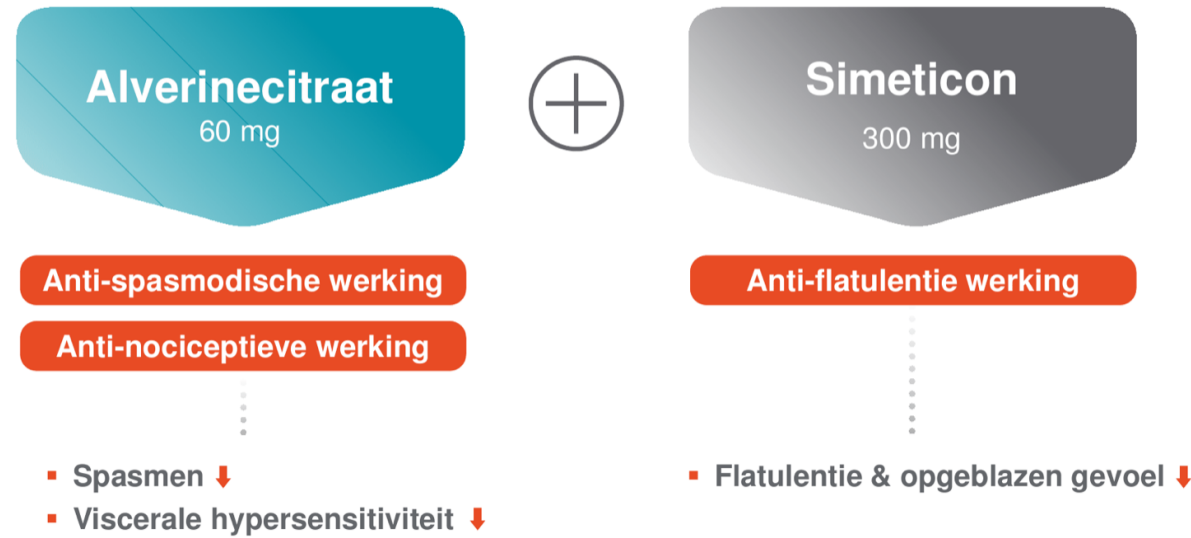 Alverinecitraat
60 mg
Anti-spasmodische werking
Anti-nociceptieve werking
▪ Spasmen ⬇
▪ Viscerale hypersensitiviteit ⬇
Simeticon
300 mg
Anti-flatulentie werking
▪ Flatulentie & opgeblazen gevoel ⬇